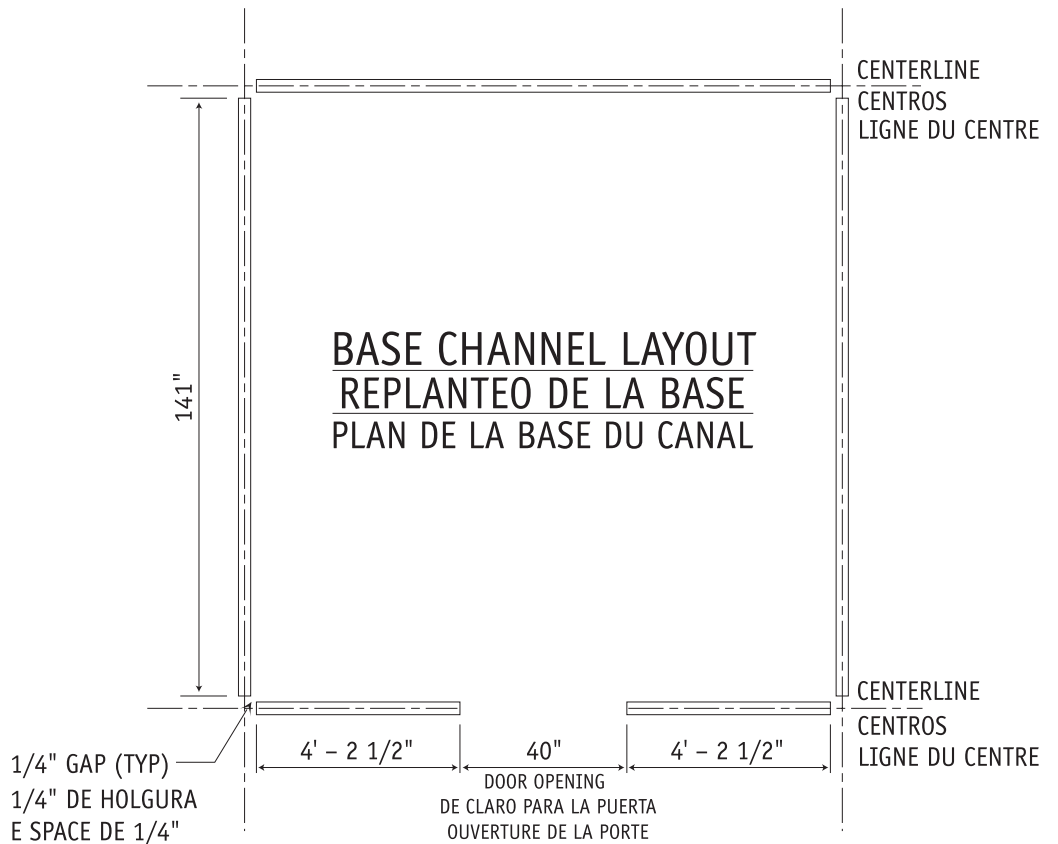 CENTERLINE
CENTROS
LIGNE DU CENTRE
BASE CHANNEL LAYOUT
REPLANTEO DE LA BASE
PLAN DE LA BASE DU CANAL
141"
CENTERLINE
CENTROS
LIGNE DU CENTRE
4' – 2 1/2"
40"
4' – 2 1/2"
DOOR OPENING
DE CLARO PARA LA PUERTA
OUVERTURE DE LA PORTE
1/4" GAP (TYP)
1/4" DE HOLGURA
E SPACE DE 1/4"